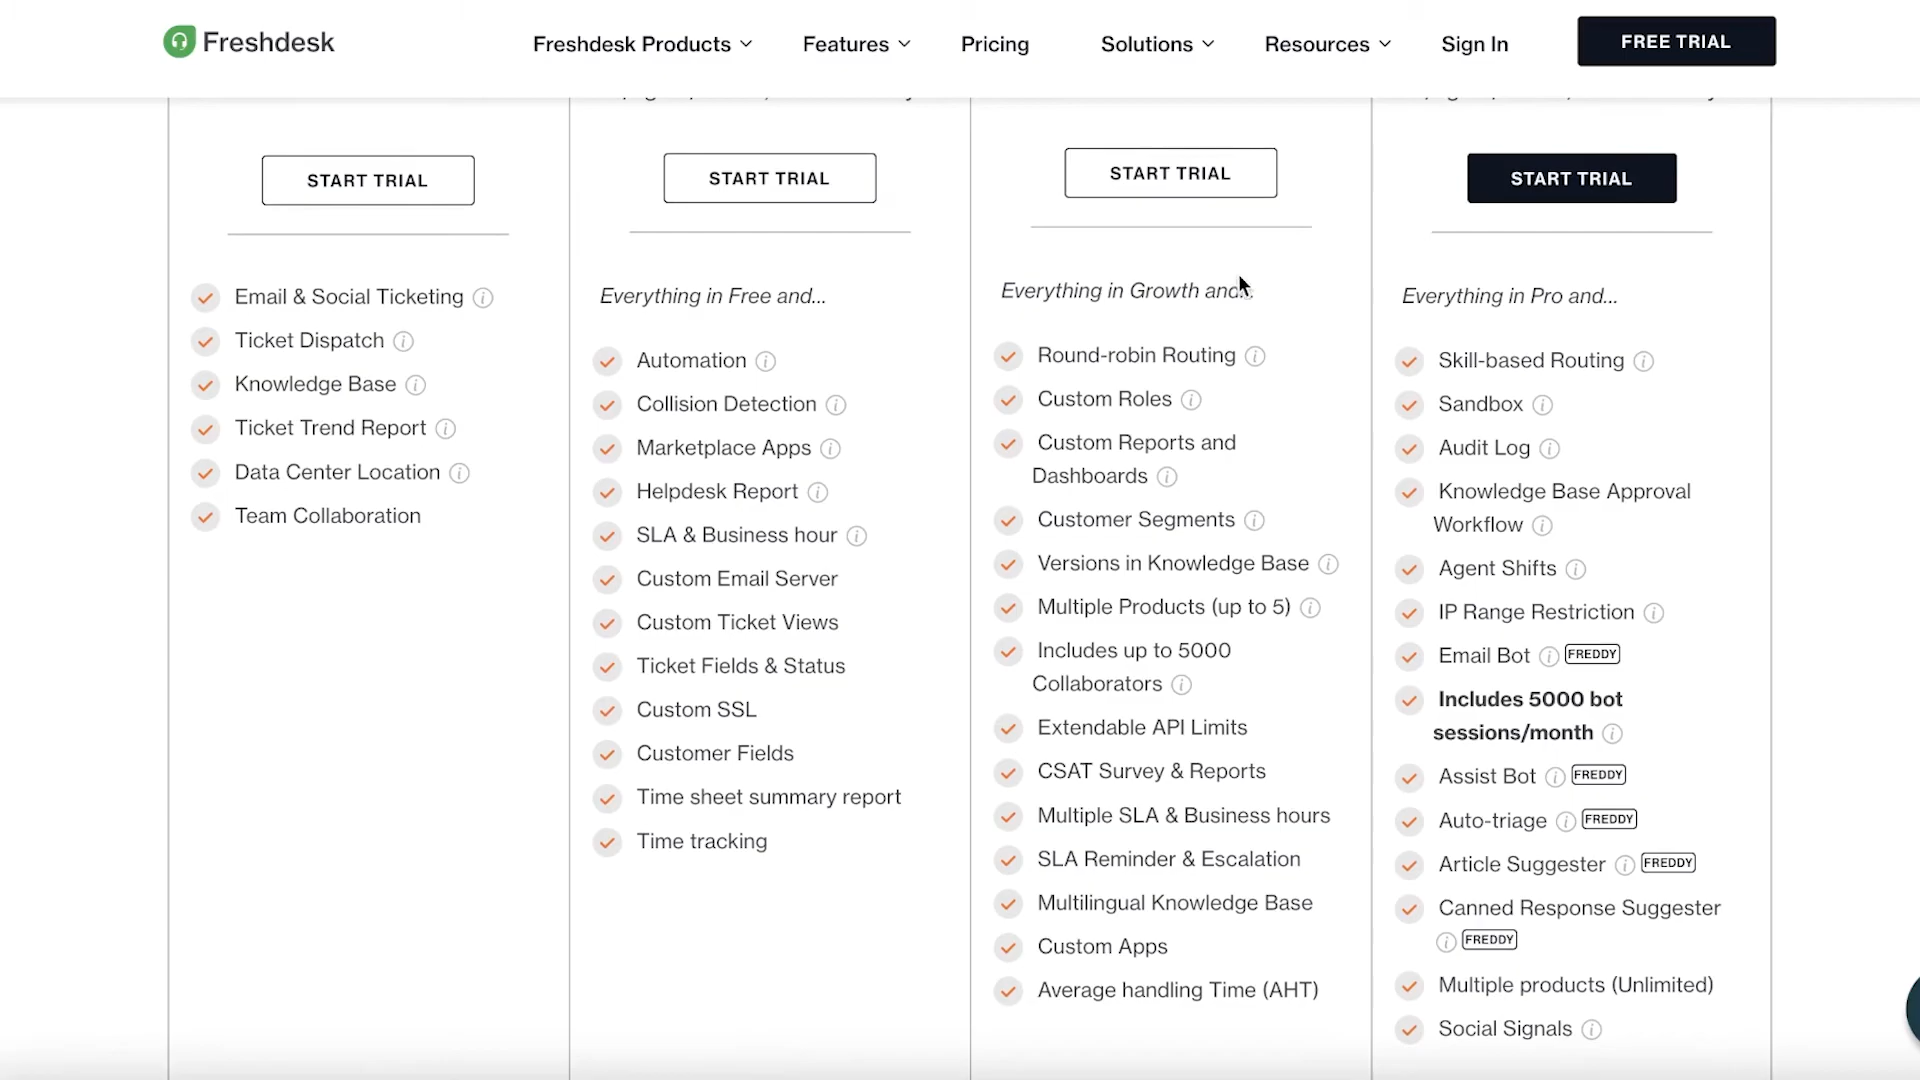 Freshdesk
Freshdesk Products
Features
Pricing
Solutions
Resources
Sign In
FREE TRIAL
START TRIAL
Email & Social Ticketing
Ticket Dispatch
Knowledge Base
Ticket Trend Report
Data Center Location
Team Collaboration
START TRIAL
Everything in Free and...
Automation
Collision Detection
Marketplace Apps
Helpdesk Report
SLA & Business hour
Custom Email Server
Custom Ticket Views
Ticket Fields & Status
Custom SSL
Customer Fields
Time sheet summary report
Time tracking
START TRIAL
Everything in Growth and...
Round-robin Routing
Custom Roles
Custom Reports and
Dashboards
Customer Segments
Versions in Knowledge Base
Multiple Products (up to 5)
Includes up to 5000
Collaborators
Extendable API Limits
CSAT Survey & Reports
Multiple SLA & Business hours
SLA Reminder & Escalation
Multilingual Knowledge Base
Custom Apps
Average handling Time (AHT)
START TRIAL
Everything in Pro and...
Skill-based Routing
Sandbox
Audit Log
Knowledge Base Approval
Workflow
Agent Shifts
IP Range Restriction
Email Bot FREDDY
Includes 5000 bot
sessions/month
Assist Bot FREDDY
Auto-triage FREDDY
Article Suggester FREDDY
Canned Response Suggester
FREDDY
Multiple products (Unlimited)
Social Signals